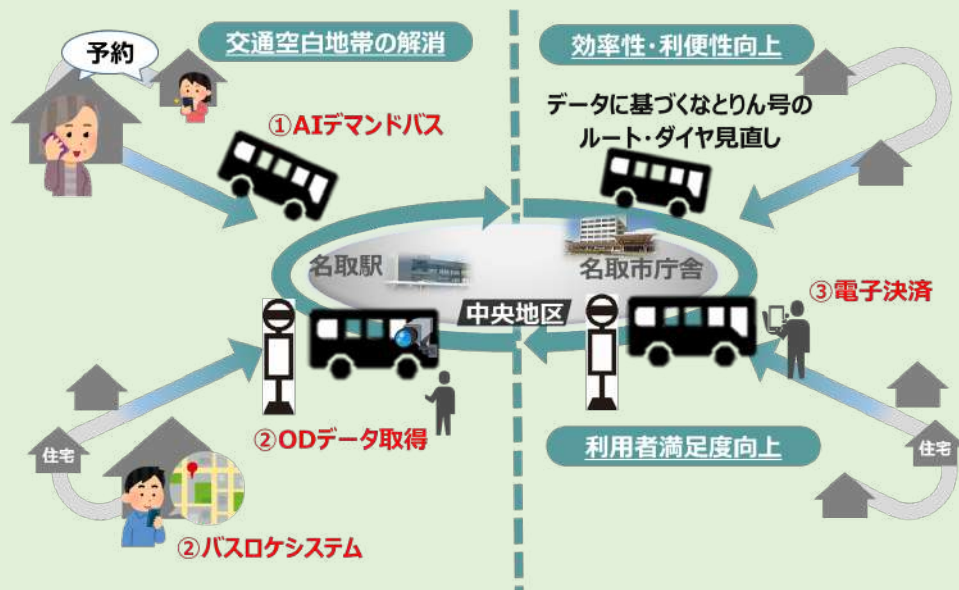 交通空白地帯の解消
予約
①AIデマンドバス
効率性・利便性向上
データに基づくなとりん号の
ルート・ダイヤ見直し
名取駅
名取市庁舎
中央地区
③電子決済
②ODデータ取得
住宅
②バスロケシステム
利用者満足度向上
住宅